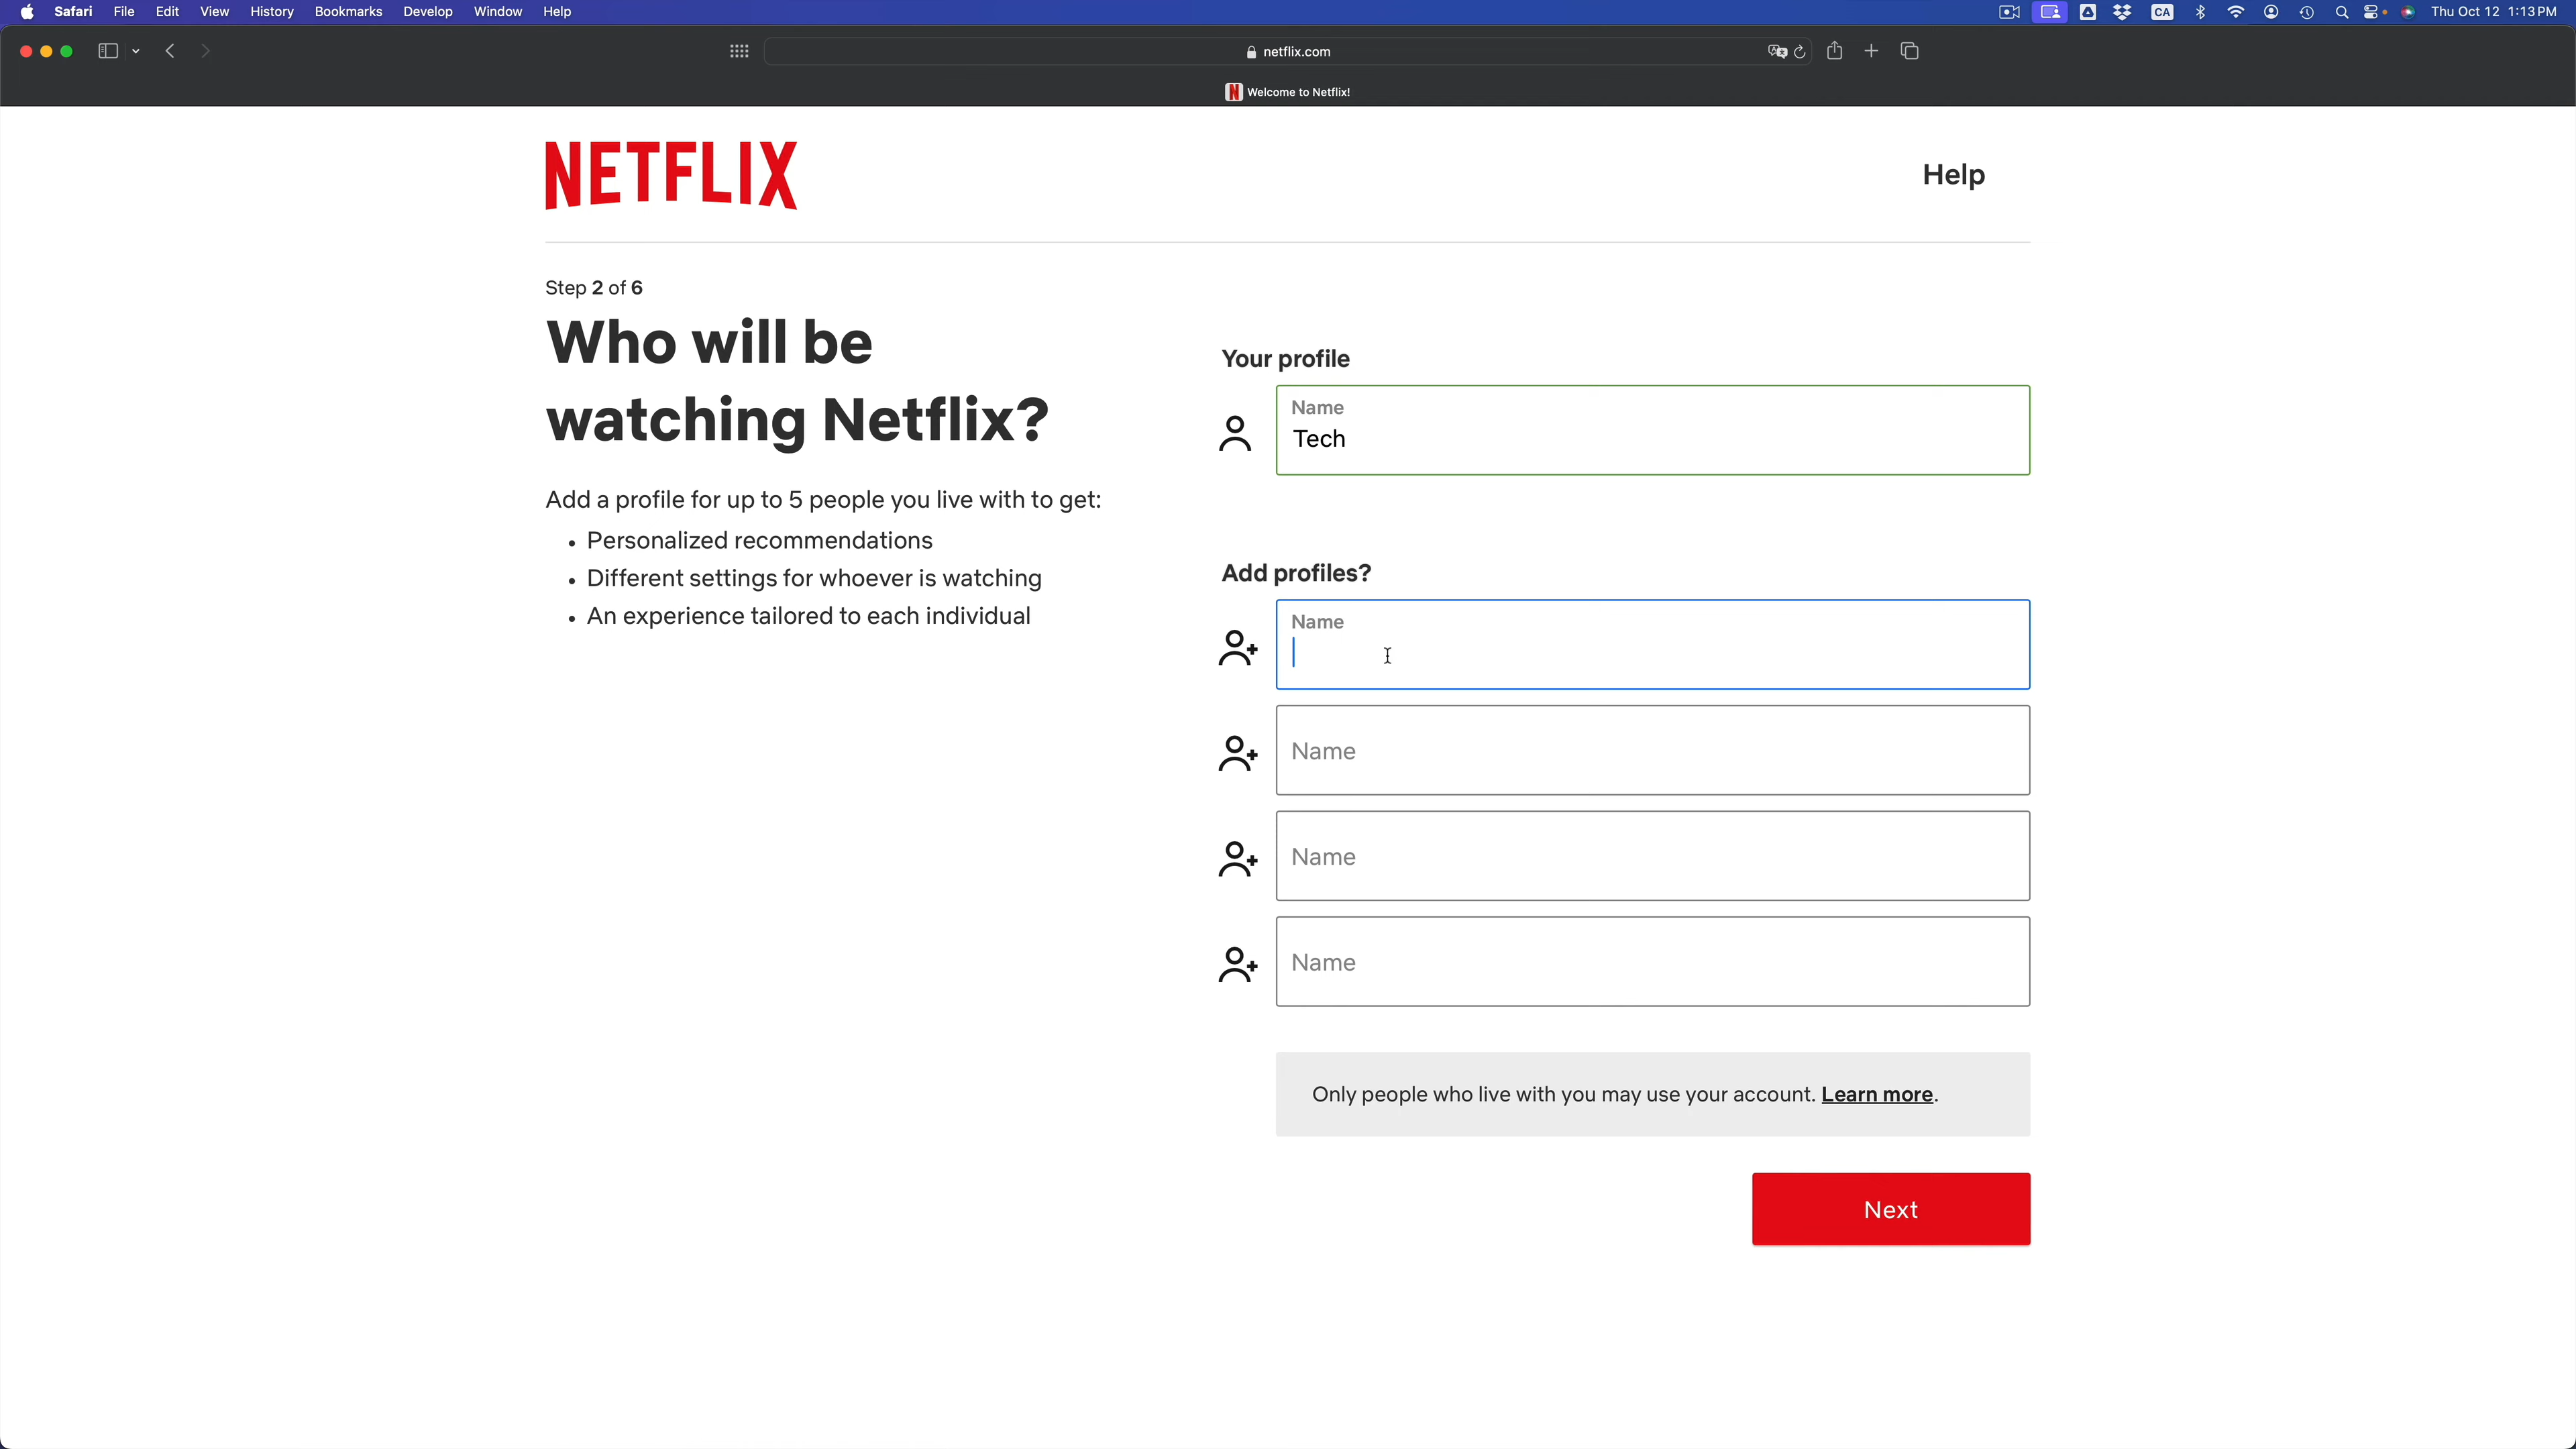 Safari File Edit View History Bookmarks Develop Window Help CA Thu Oct 12 1:13 PM
netflix.com
Welcome to Netflix!
NETFLIX
Help
Step 2 of 6
Who will be
watching Netflix?
Add a profile for up to 5 people you live with to get:
• Personalized recommendations
• Different settings for whoever is watching
• An experience tailored to each individual
Your profile
Name
Tech
Add profiles?
Name
Name
Name
Name
Only people who live with you may use your account. Learn more.
Next